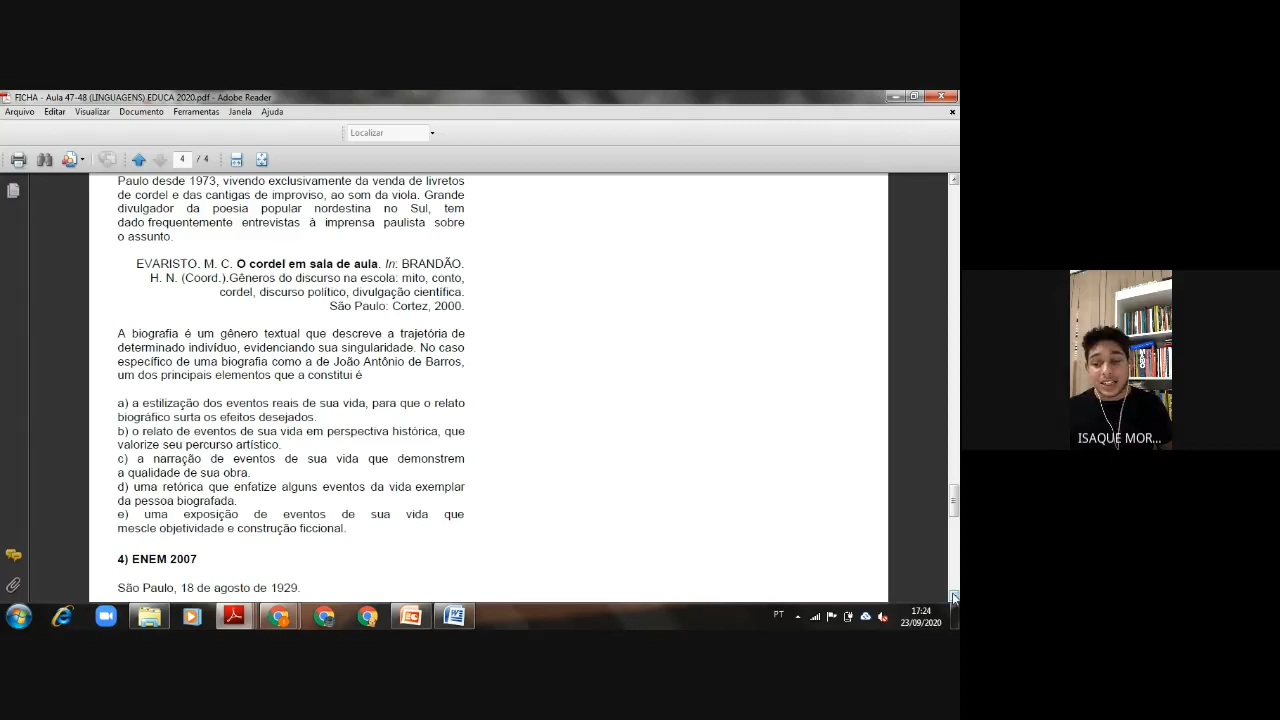 FICHA - Aula 47-48 (LINGUAGENS) EDUCA 2020.pdf - Adobe Reader
Arquivo Editar Visualizar Documento Ferramentas Janela Ajuda
Localizar
4 / 4
Paulo desde 1973, vivendo exclusivamente da venda de livretos
de cordel e das cantigas de improviso, ao som da viola. Grande
divulgador da poesia popular nordestina no Sul, tem
dado frequentemente entrevistas à imprensa paulista sobre
o assunto.
EVARISTO. M. C. O cordel em sala de aula. In: BRANDÃO.
H. N. (Coord.).Gêneros do discurso na escola: mito, conto,
cordel, discurso político, divulgação científica.
São Paulo: Cortez, 2000.
A biografia é um gênero textual que descreve a trajetória de
determinado indivíduo, evidenciando sua singularidade. No caso
específico de uma biografia como a de João Antônio de Barros,
um dos principais elementos que a constitui é
a) a estilização dos eventos reais de sua vida, para que o relato
biográfico surta os efeitos desejados.
b) o relato de eventos de sua vida em perspectiva histórica, que
valorize seu percurso artístico.
c) a narração de eventos de sua vida que demonstrem
a qualidade de sua obra.
d) uma retórica que enfatize alguns eventos da vida exemplar
da pessoa biografada.
e) uma exposição de eventos de sua vida que
mescle objetividade e construção ficcional.
4) ENEM 2007
São Paulo, 18 de agosto de 1929.
PT
17:24
23/09/2020
ISAQUE MOR...